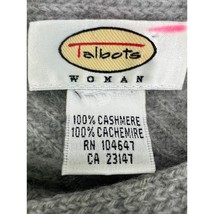 Talbots
WOMAN
100% CASHMERE
100% CACHEMIRE
RN 104647
CA 23147